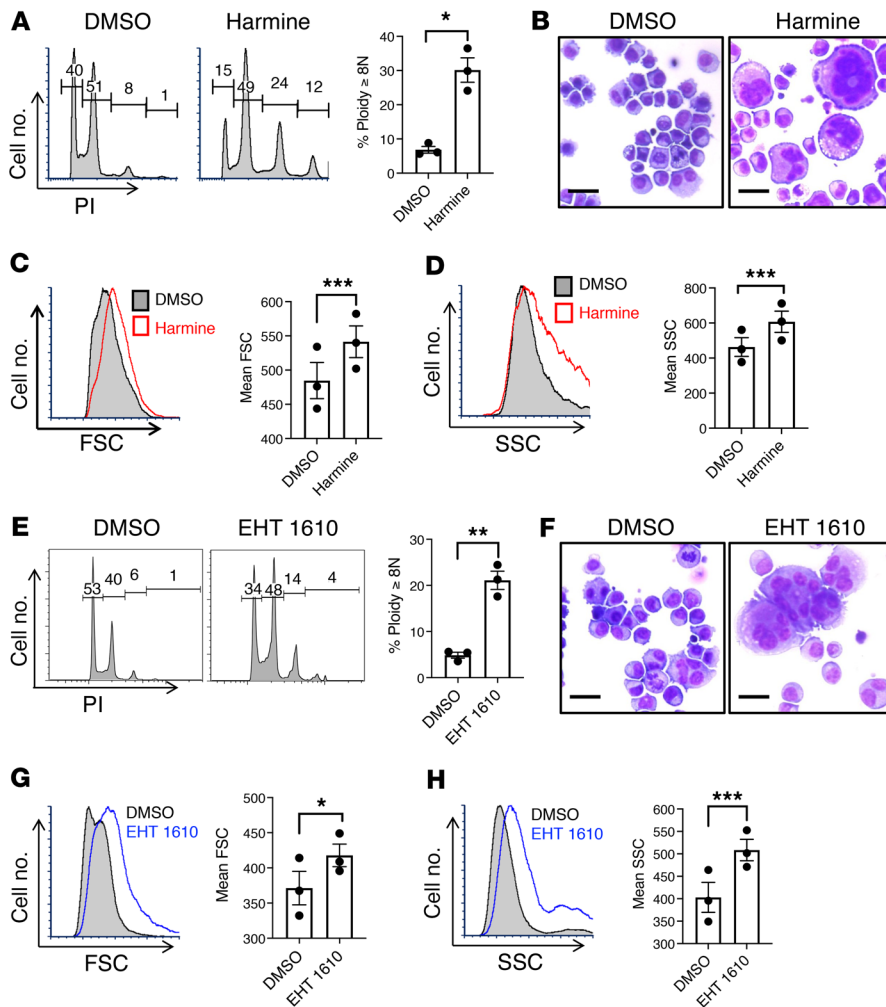 A
DMSO
Harmine
40
51
8
1
15
49
24
12
Cell no.
PI
*
% Ploidy ≥ 8N
40
30
20
10
0
DMSO
Harmine
B
DMSO
Harmine
C
Cell no.
FSC
DMSO
Harmine
***
Mean FSC
600
550
500
450
400
DMSO
Harmine
D
Cell no.
SSC
DMSO
Harmine
***
Mean SSC
800
600
400
200
0
DMSO
Harmine
E
DMSO
EHT 1610
53
40
6
1
34
48
14
4
Cell no.
PI
**
% Ploidy ≥ 8N
30
20
10
0
DMSO
EHT 1610
F
DMSO
EHT 1610
G
Cell no.
FSC
DMSO
EHT 1610
*
Mean FSC
500
450
400
350
300
DMSO
EHT 1610
H
Cell no.
SSC
DMSO
EHT 1610
***
Mean SSC
600
550
500
450
400
350
300
DMSO
EHT 1610